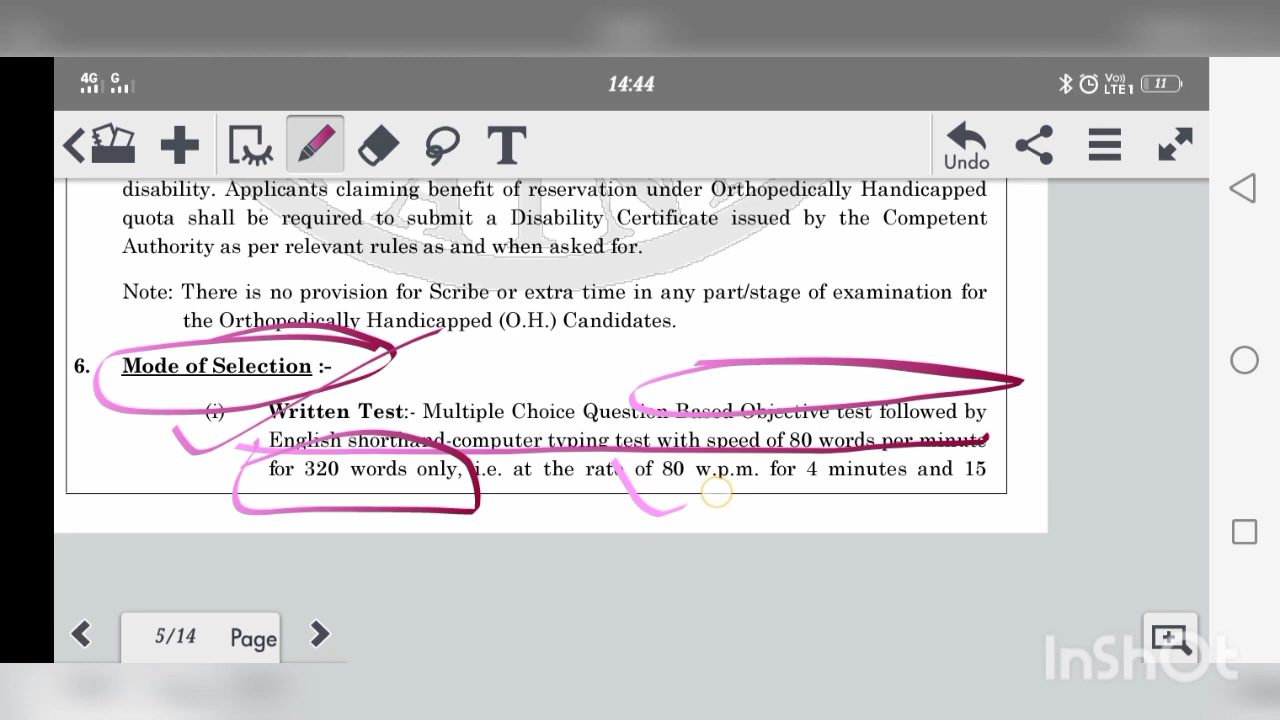 4G G 14:44 Vo)) LTE1 11
T Undo
disability. Applicants claiming benefit of reservation under Orthopedically Handicapped
quota shall be required to submit a Disability Certificate issued by the Competent
Authority as per relevant rules as and when asked for.
Note: There is no provision for Scribe or extra time in any part/stage of examination for
the Orthopedically Handicapped (O.H.) Candidates.
6. Mode of Selection :-
(i) Written Test:- Multiple Choice Question Based Objective test followed by
English shorthand-computer typing test with speed of 80 words per minute
for 320 words only, i.e. at the rate of 80 w.p.m. for 4 minutes and 15
5/14 Page
InShOt